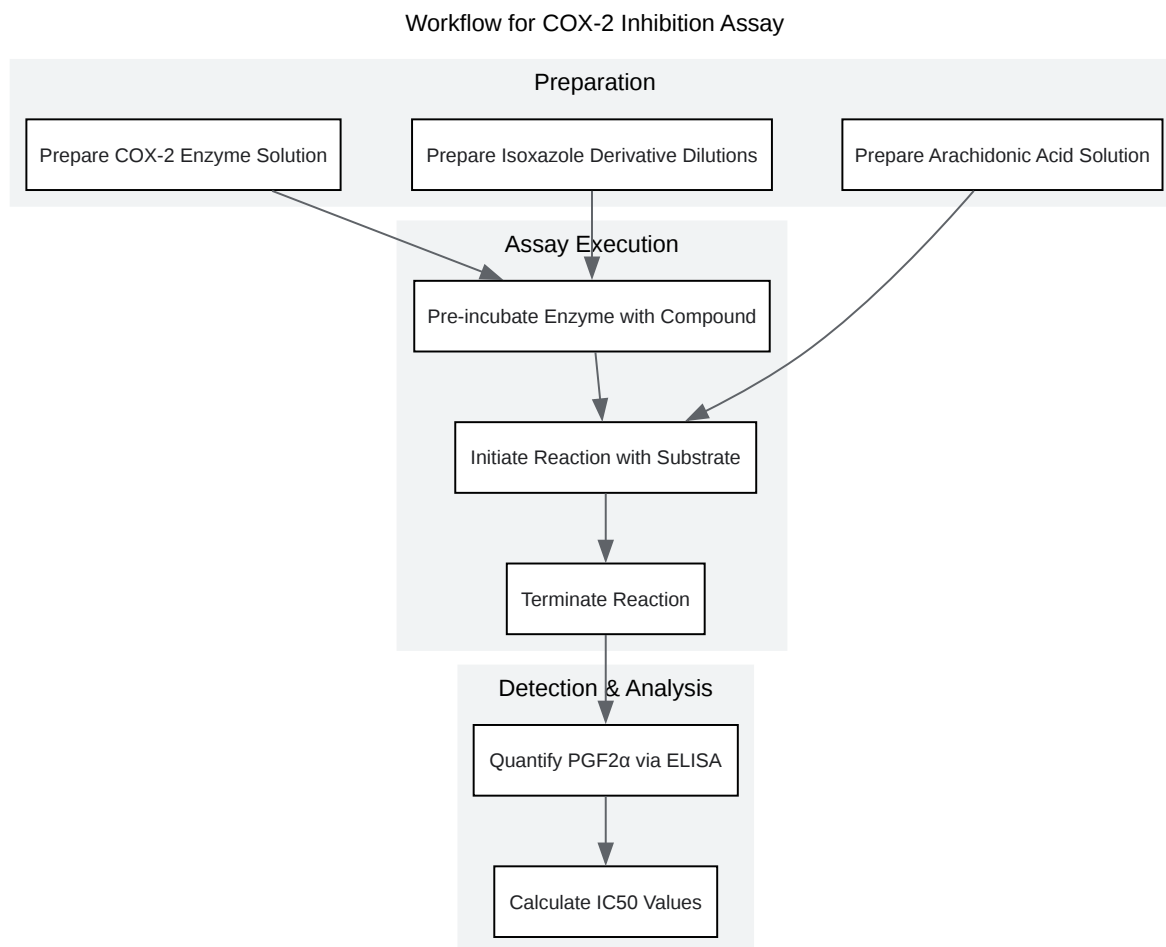 Workflow for COX-2 Inhibition Assay
Preparation
Prepare COX-2 Enzyme Solution
Prepare Isoxazole Derivative Dilutions
Prepare Arachidonic Acid Solution
Assay Execution
Pre-incubate Enzyme with Compound
Initiate Reaction with Substrate
Terminate Reaction
Detection & Analysis
Quantify PGF2α via ELISA
Calculate IC50 Values